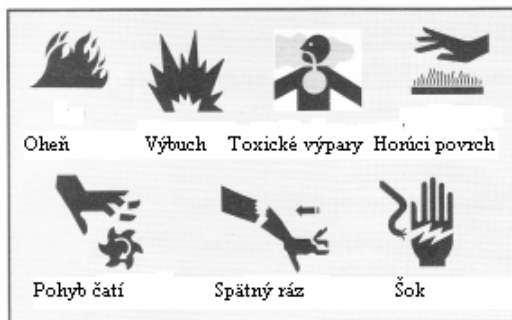 Oheň Výbuch Toxické výpary Horúci povrch
Pohyb čatí Spätný ráz Šok